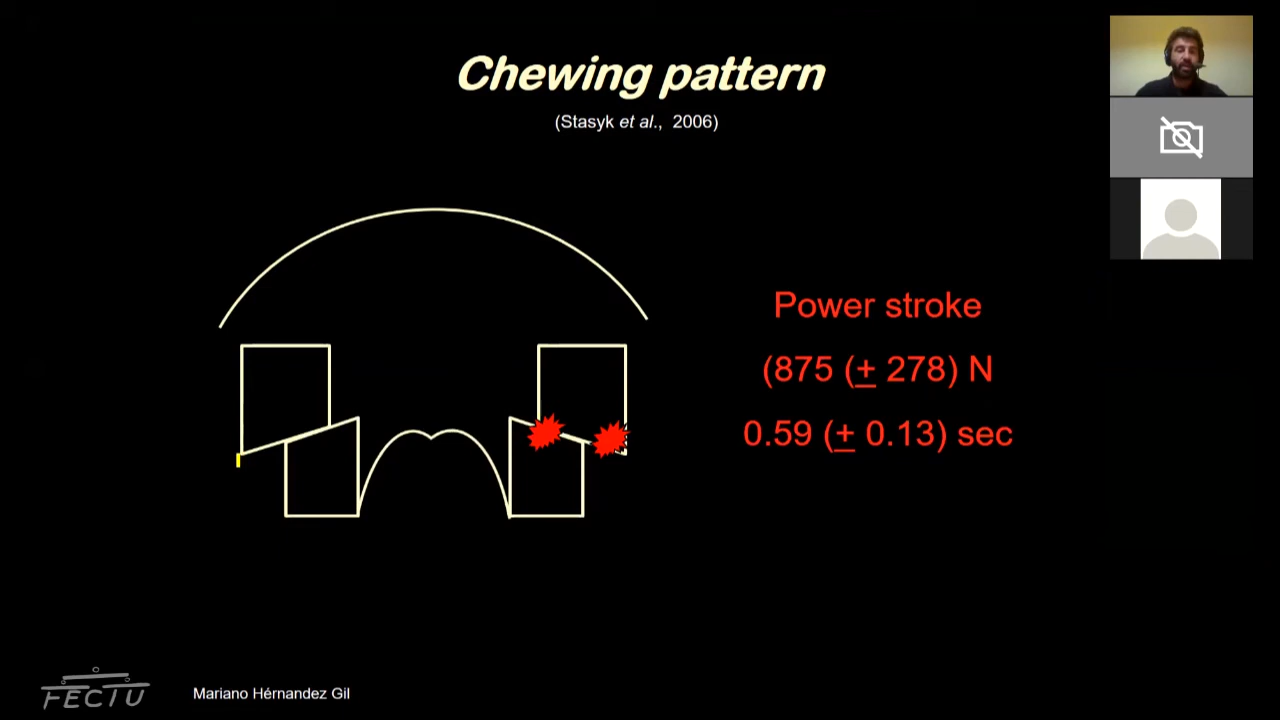 Chewing pattern
(Stasyk et al., 2006)
Power stroke
(875 (± 278) N
0.59 (± 0.13) sec
FECTU
Mariano Hérnandez Gil